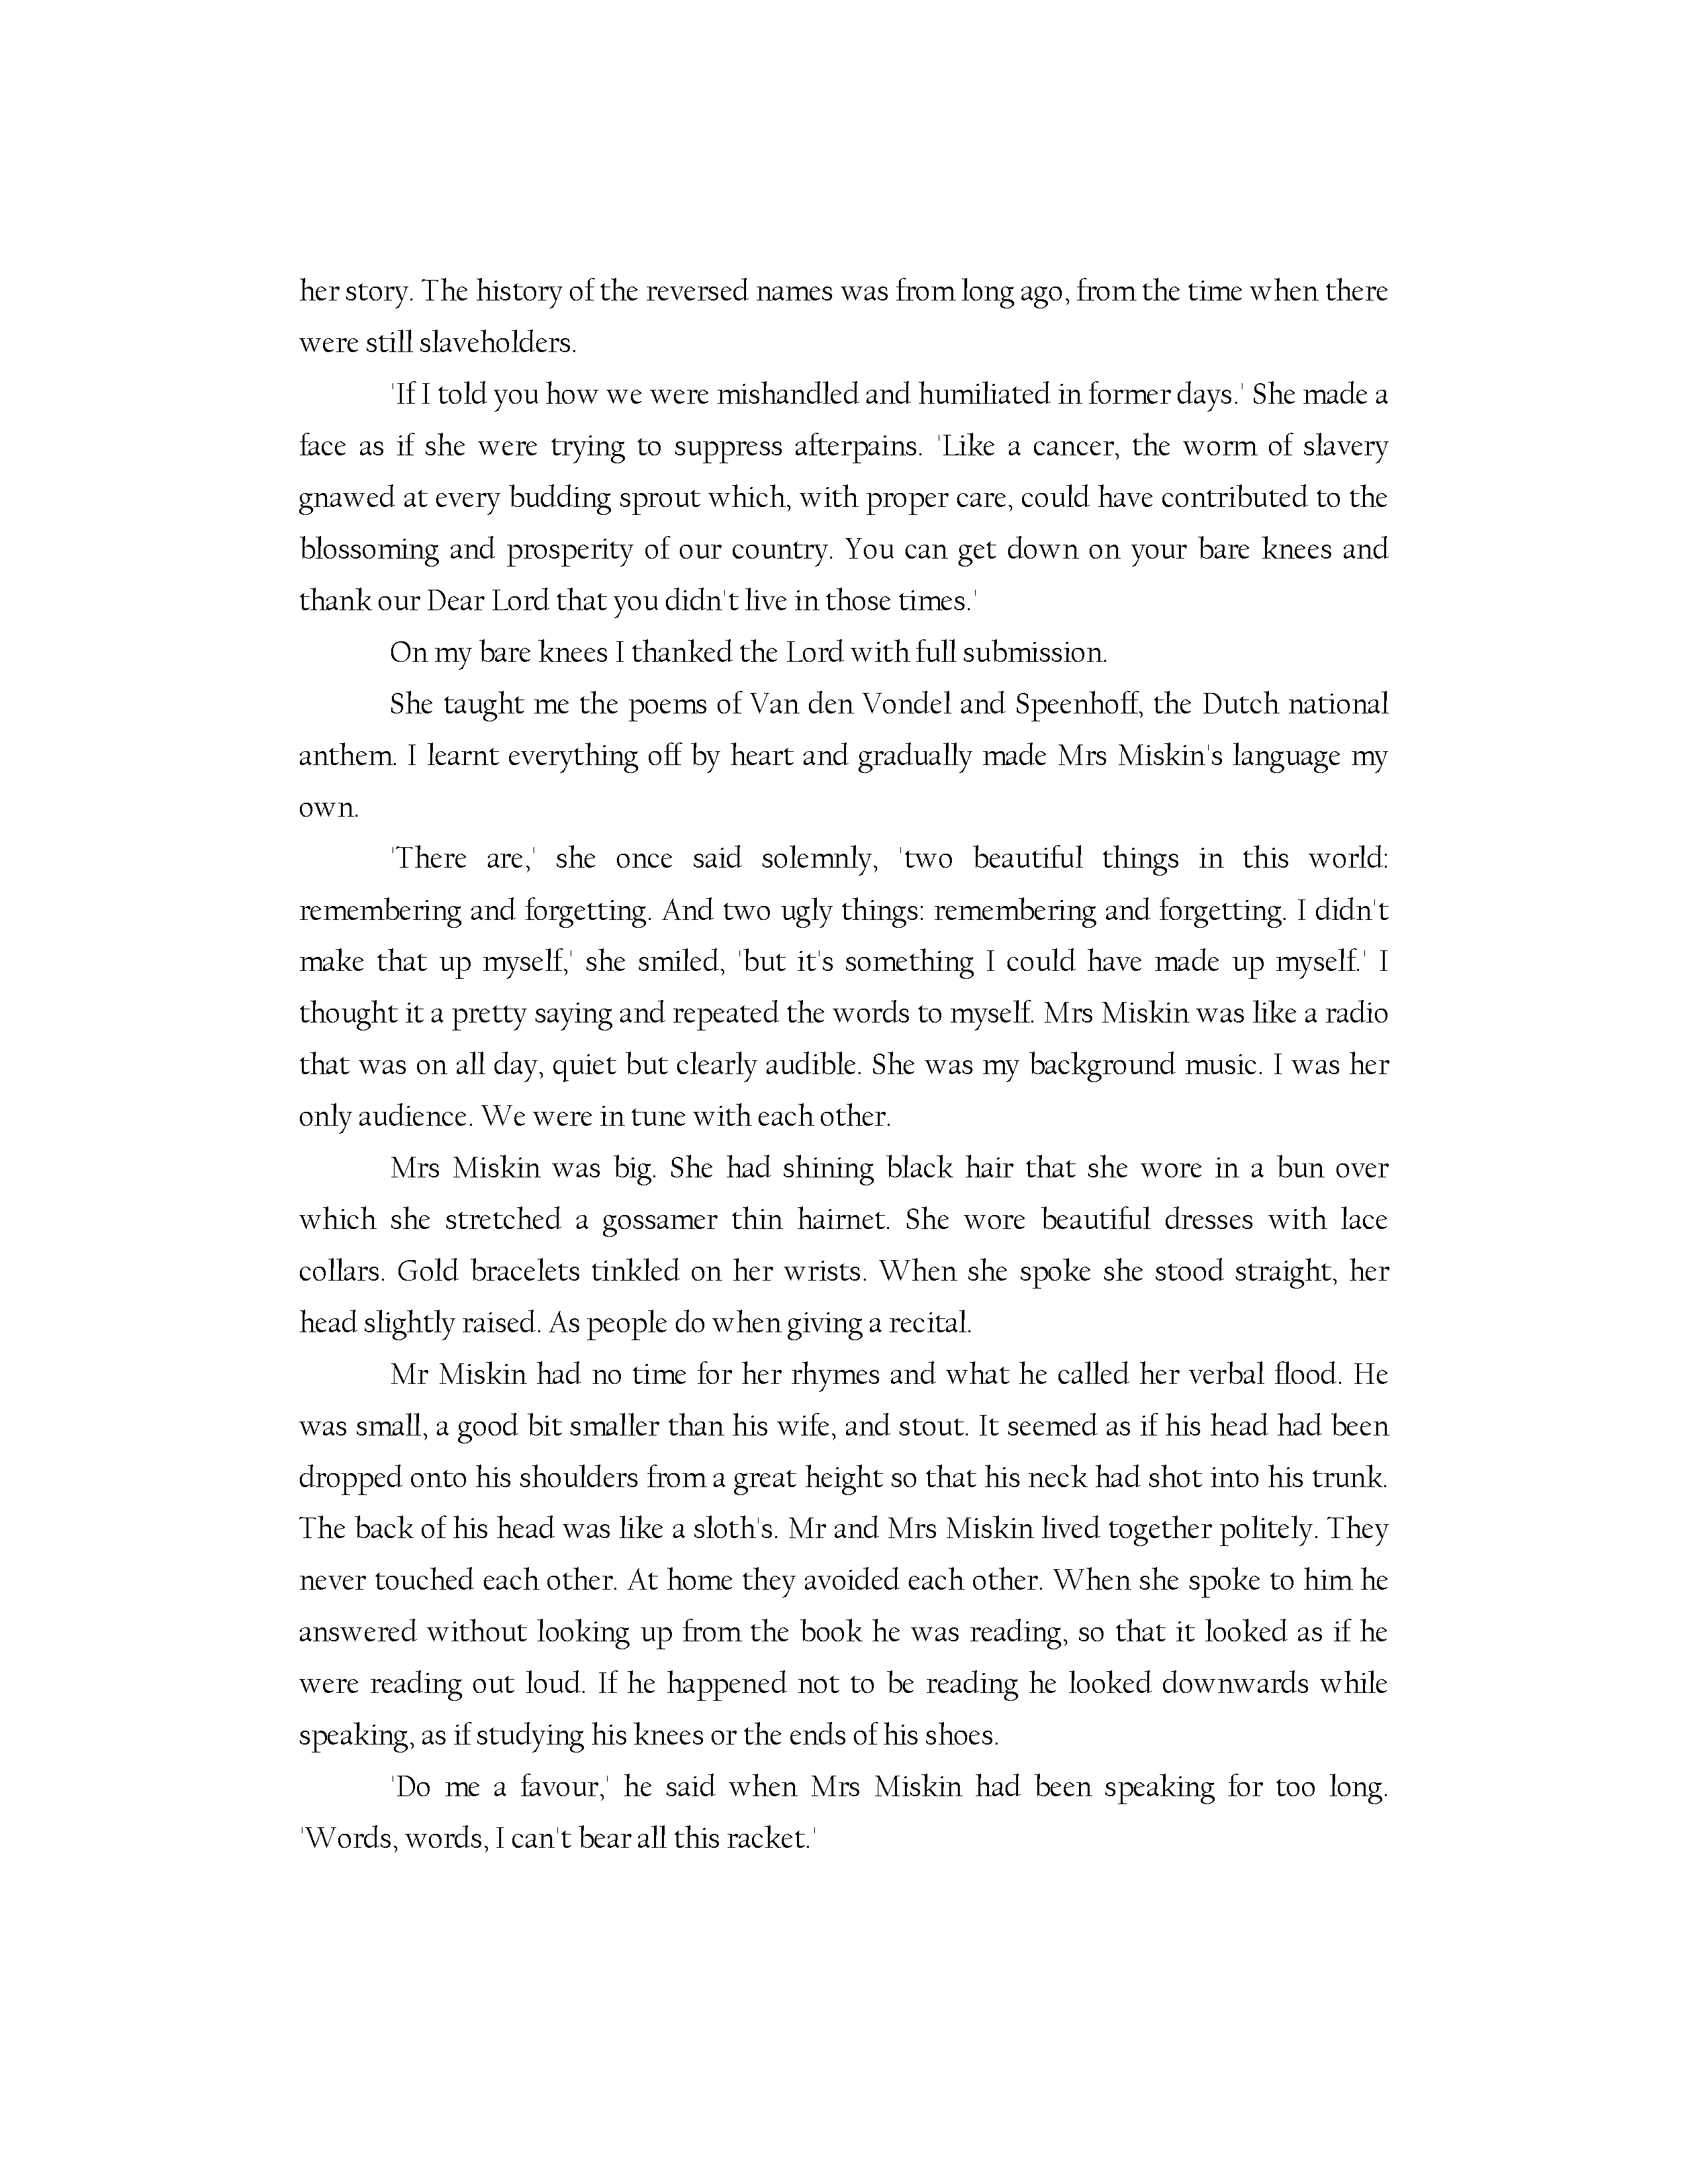 her story. The history of the reversed names was from long ago, from the time when there
were still slaveholders.
'If I told you how we were mishandled and humiliated in former days.' She made a
face as if she were trying to suppress afterpains. 'Like a cancer, the worm of slavery
gnawed at every budding sprout which, with proper care, could have contributed to the
blossoming and prosperity of our country. You can get down on your bare knees and
thank our Dear Lord that you didn't live in those times.'
On my bare knees I thanked the Lord with full submission.
She taught me the poems of Van den Vondel and Speenhoff, the Dutch national
anthem. I learnt everything off by heart and gradually made Mrs Miskin's language my
own.
'There are,' she once said solemnly, 'two beautiful things in this world:
remembering and forgetting. And two ugly things: remembering and forgetting. I didn't
make that up myself,' she smiled, 'but it's something I could have made up myself.' I
thought it a pretty saying and repeated the words to myself. Mrs Miskin was like a radio
that was on all day, quiet but clearly audible. She was my background music. I was her
only audience. We were in tune with each other.
Mrs Miskin was big. She had shining black hair that she wore in a bun over
which she stretched a gossamer thin hairnet. She wore beautiful dresses with lace
collars. Gold bracelets tinkled on her wrists. When she spoke she stood straight, her
head slightly raised. As people do when giving a recital.
Mr Miskin had no time for her rhymes and what he called her verbal flood. He
was small, a good bit smaller than his wife, and stout. It seemed as if his head had been
dropped onto his shoulders from a great height so that his neck had shot into his trunk.
The back of his head was like a sloth's. Mr and Mrs Miskin lived together politely. They
never touched each other. At home they avoided each other. When she spoke to him he
answered without looking up from the book he was reading, so that it looked as if he
were reading out loud. If he happened not to be reading he looked downwards while
speaking, as if studying his knees or the ends of his shoes.
'Do me a favour,' he said when Mrs Miskin had been speaking for too long.
'Words, words, I can't bear all this racket.'